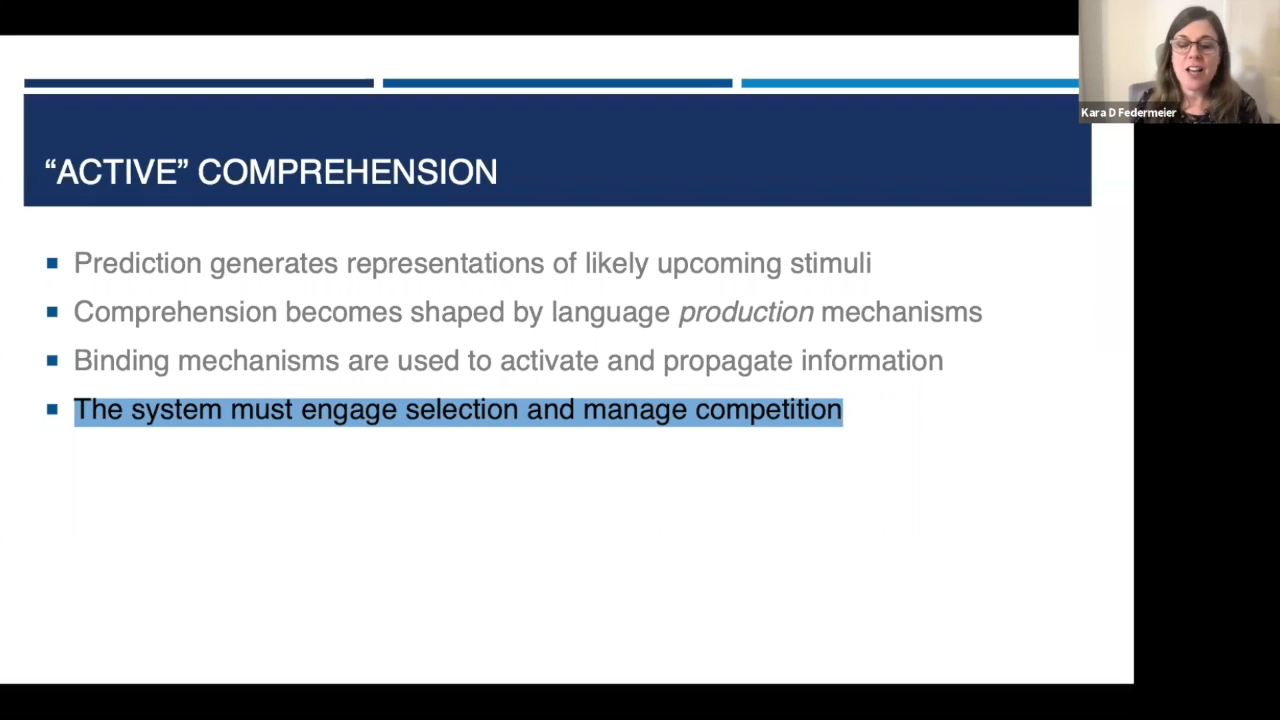 Kara D Federmeier
“ACTIVE” COMPREHENSION
Prediction generates representations of likely upcoming stimuli
Comprehension becomes shaped by language production mechanisms
Binding mechanisms are used to activate and propagate information
The system must engage selection and manage competition